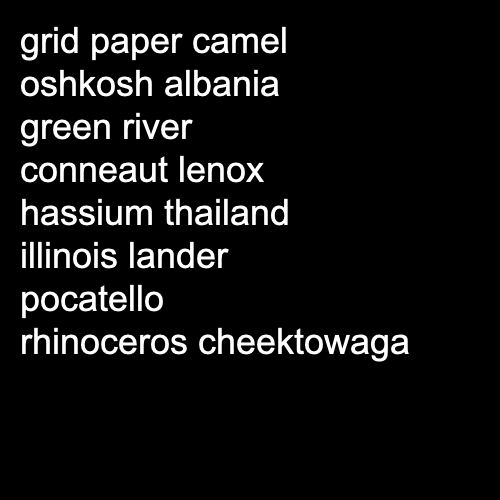 grid paper camel
oshkosh albania
green river
conneaut lenox
hassium thailand
illinois lander
pocatello
rhinoceros cheektowaga